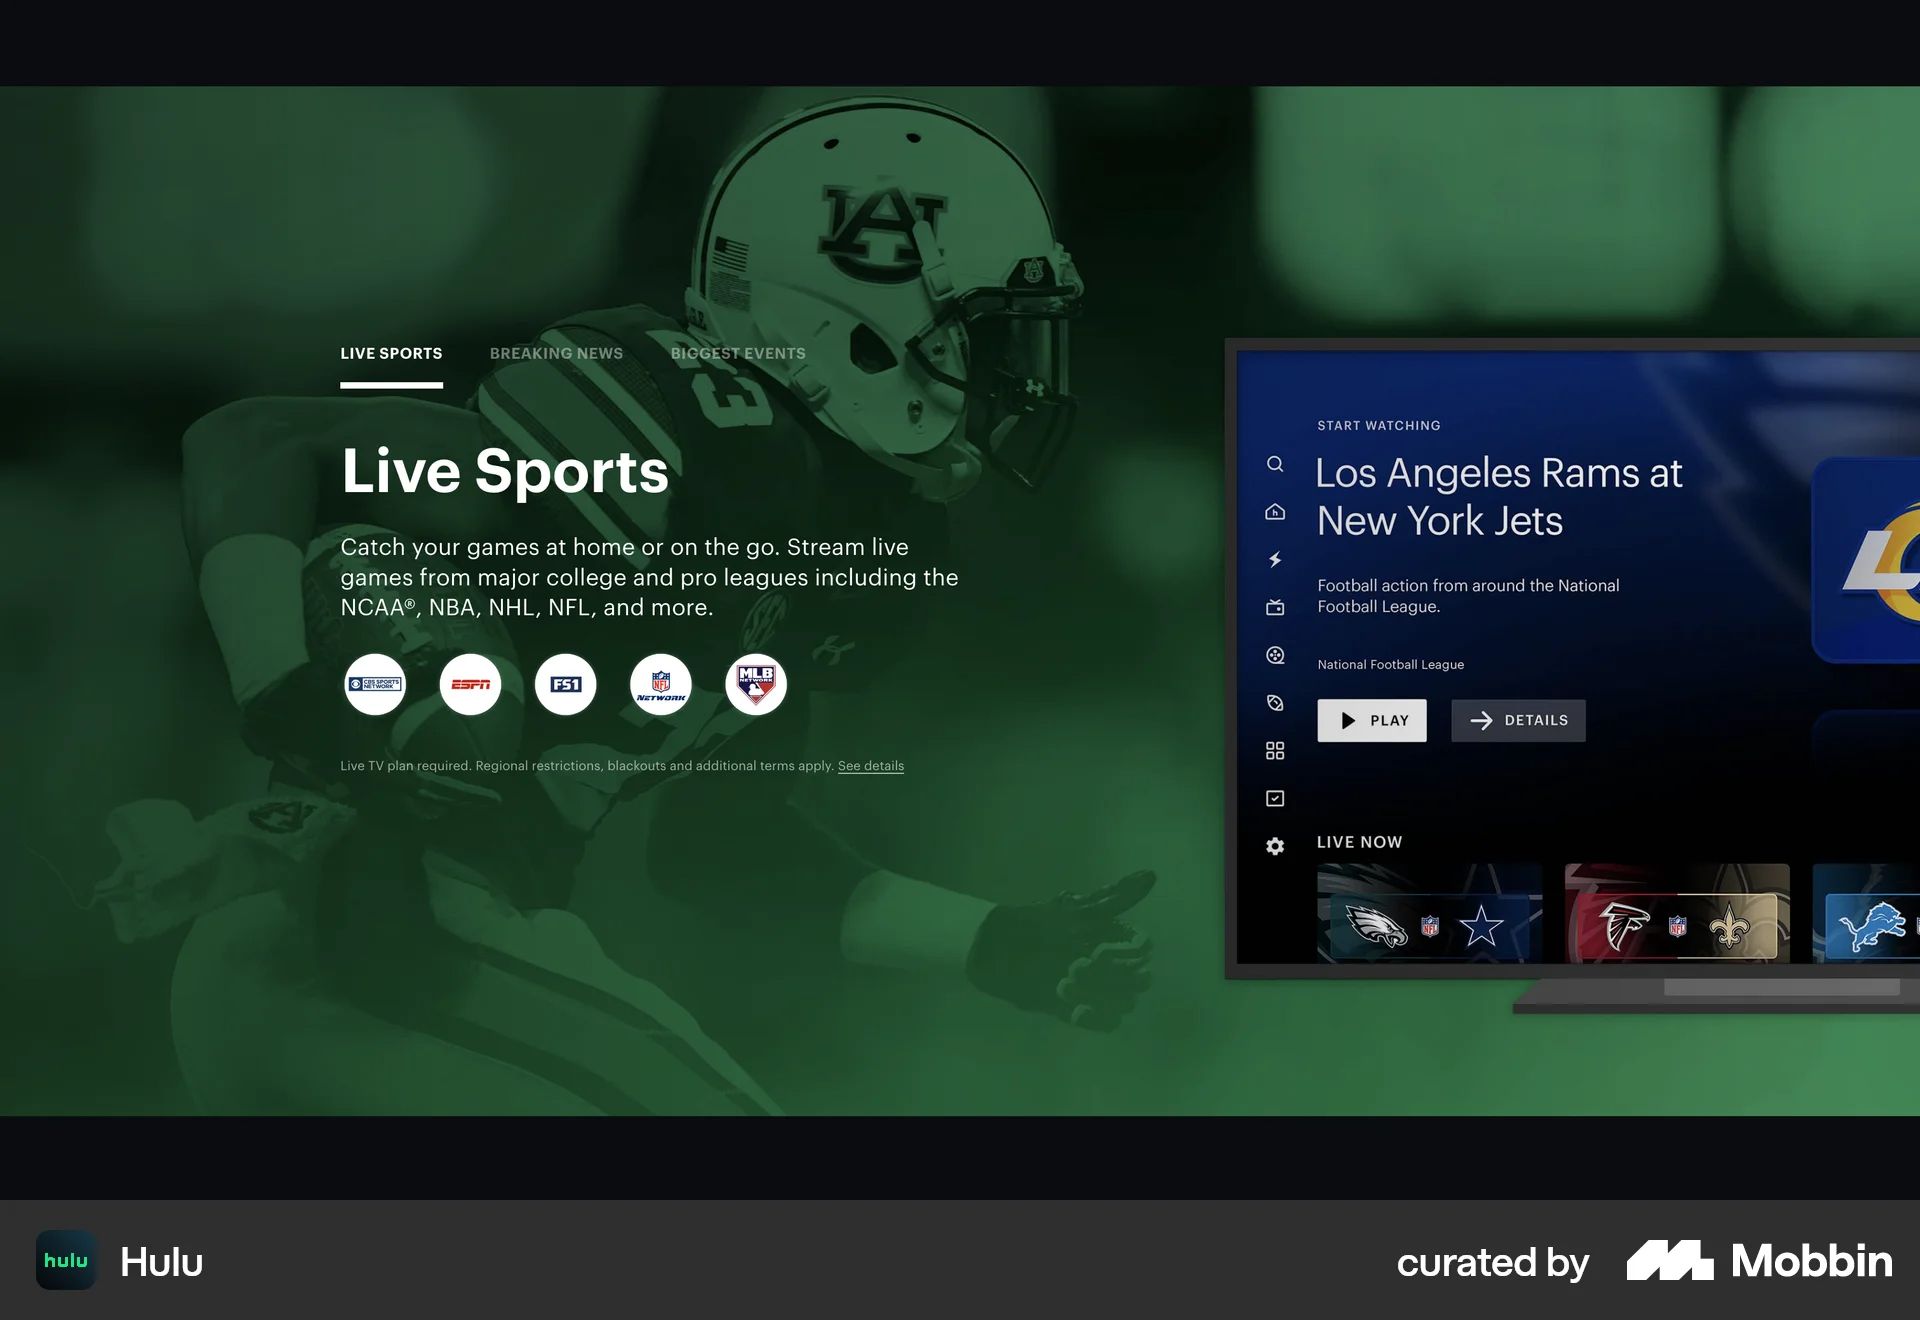 LIVE SPORTS BREAKING NEWS BIGGEST EVENTS
Live Sports
Catch your games at home or on the go. Stream live
games from major college and pro leagues including the
NCAA®, NBA, NHL, NFL, and more.
CBS SPORTS
NETWORK
ESPN
FS1
NFL
NETWORK
MLB
NETWORK
Live TV plan required. Regional restrictions, blackouts and additional terms apply. See details
AU
23
START WATCHING
Los Angeles Rams at
New York Jets
Football action from around the National
Football League.
National Football League
PLAY DETAILS
LIVE NOW
NFL
NFL
hulu Hulu
curated by Mobbin